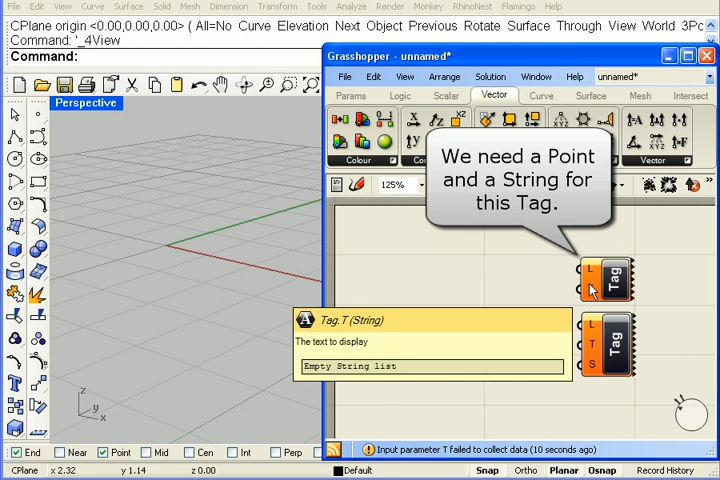 File Edit View Curve Surface Solid Mesh Dimension Transform Tools Analyze Render Monkey RhinoNest Flamingo Help
CPlane origin <0.00,0.00,0.00> ( All=No Curve Elevation Next Object Previous Rotate Surface Through View World 3Po
Command: '_4View
Command:
Grasshopper - unnamed*
File Edit View Arrange Solution Window Help unnamed*
Params Logic Scalar Vector Curve Surface Mesh Intersect
Perspective
Colour
Vector
125%
We need a Point
and a String for
this Tag.
L
Tag
Tag.T (String)
The text to display
Empty String list
L
T
S
Tag
z
y
x
Input parameter T failed to collect data (10 seconds ago)
End Near Point Mid Cen Int Perp
CPlane x 2.32 y 1.14 z 0.00 Default Snap Ortho Planar Osnap Record History